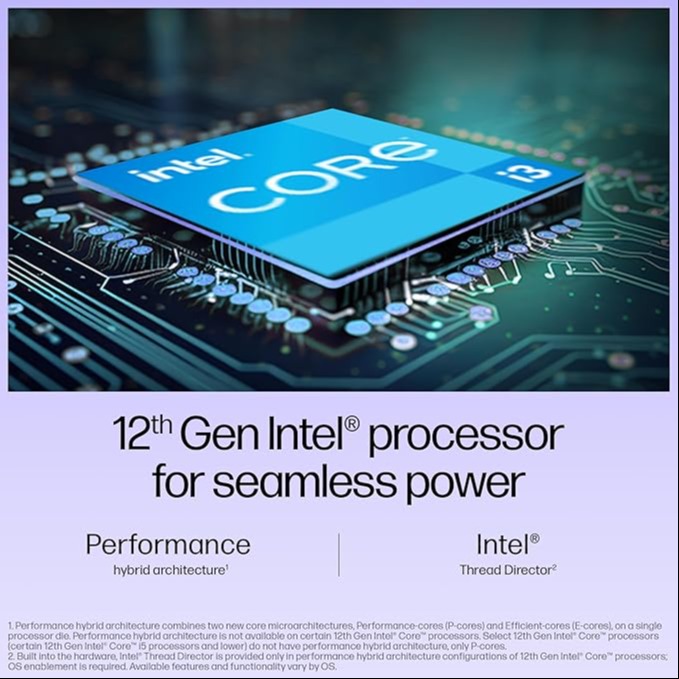 intel.
CORE™
i3
12th Gen Intel® processor
for seamless power
Performance
hybrid architecture¹
Intel®
Thread Director²
1. Performance hybrid architecture combines two new core microarchitectures, Performance-cores (P-cores) and Efficient-cores (E-cores), on a single
processor die. Performance hybrid architecture is not available on certain 12th Gen Intel® Core™ processors. Select 12th Gen Intel® Core™ processors
(certain 12th Gen Intel® Core™ i5 processors and lower) do not have performance hybrid architecture, only P-cores.
2. Built into the hardware, Intel® Thread Director is provided only in performance hybrid architecture configurations of 12th Gen Intel® Core™ processors;
OS enablement is required. Available features and functionality vary by OS.